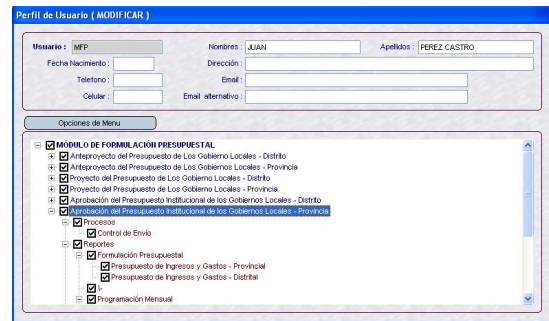 Perfil de Usuario ( MODIFICAR )
Usuario : MFP Nombres : JUAN Apellidos : PEREZ CASTRO
Fecha Nacimiento : Dirección :
Telefono : Email :
Celular : Email alternativo :
Opciones de Menu
MÓDULO DE FORMULACIÓN PRESUPUESTAL
Anteproyecto del Presupuesto de Los Gobierno Locales - Distrito
Anteproyecto del Presupuesto de Los Gobierno Locales - Provincia
Proyecto del Presupuesto de Los Gobierno Locales - Distrito
Proyecto del Presupuesto de Los Gobierno Locales - Provincia
Aprobación del Presupuesto Institucional de los Gobiernos Locales - Distrito
Aprobación del Presupuesto Institucional de los Gobiernos Locales - Provincia
Procesos
Control de Envío
Reportes
Formulación Presupuestal
Presupuesto de Ingresos y Gastos - Provincial
Presupuesto de Ingresos y Gastos - Distrital
\-
Programación Mensual